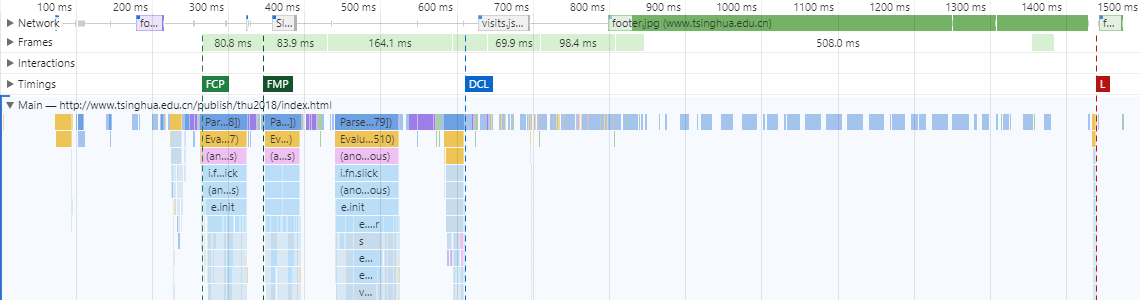 100 ms 200 ms 300 ms 400 ms 500 ms 600 ms 700 ms 800 ms 900 ms 1000 ms 1100 ms 1200 ms 1300 ms 1400 ms 1500 ms
▶ Network fo... Sl... visits.js... footer.jpg (www.tsinghua.edu.cn) f...
▶ Frames 80.8 ms 83.9 ms 164.1 ms 69.9 ms 98.4 ms 508.0 ms
▶ Interactions
▶ Timings FCP FMP DCL L
▼ Main — http://www.tsinghua.edu.cn/publish/thu2018/index.html
Par...8]) Pa...]) Parse...79])
Eva...7) Ev...) Evalu...510)
(an...s) (a...s) (ano...ous)
i.f...ick i.fn.slick
(an...s) (ano...ous)
e.init e.init
e....r
s
e...
e...
v...